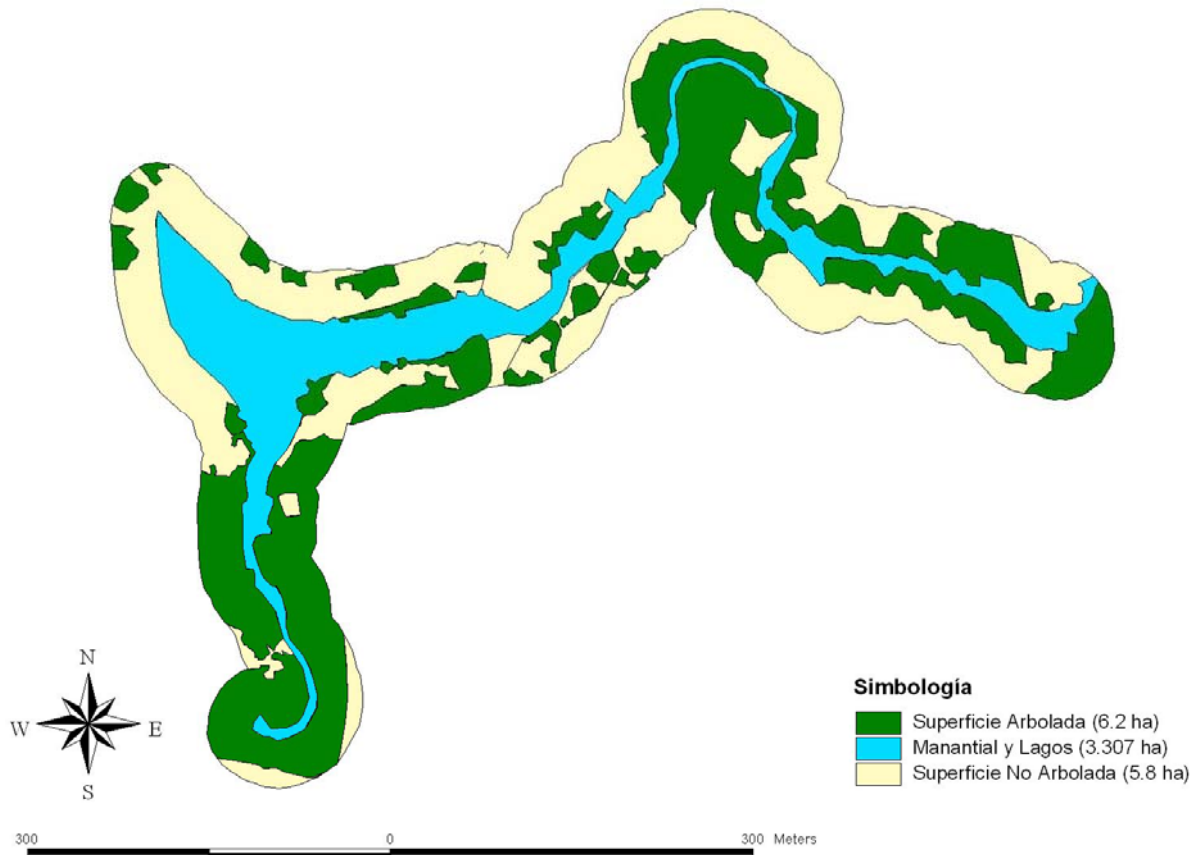 N
W E
S
Simbología
Superficie Arbolada (6.2 ha)
Manantial y Lagos (3.307 ha)
Superficie No Arbolada (5.8 ha)
300 0 300 Meters